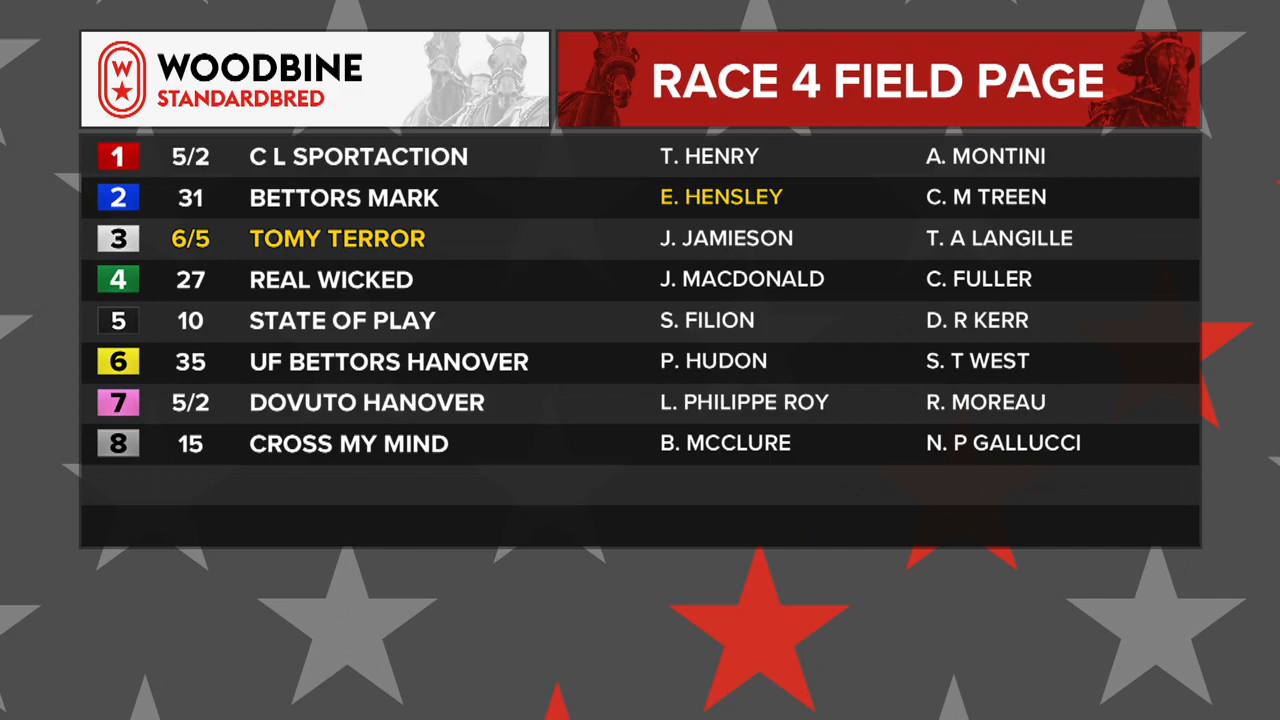 W
WOODBINE
STANDARDBRED
RACE 4 FIELD PAGE
1 5/2 C L SPORTACTION T. HENRY A. MONTINI
2 31 BETTORS MARK E. HENSLEY C. M TREEN
3 6/5 TOMY TERROR J. JAMIESON T. A LANGILLE
4 27 REAL WICKED J. MACDONALD C. FULLER
5 10 STATE OF PLAY S. FILION D. R KERR
6 35 UF BETTORS HANOVER P. HUDON S. T WEST
7 5/2 DOVUTO HANOVER L. PHILIPPE ROY R. MOREAU
8 15 CROSS MY MIND B. MCCLURE N. P GALLUCCI